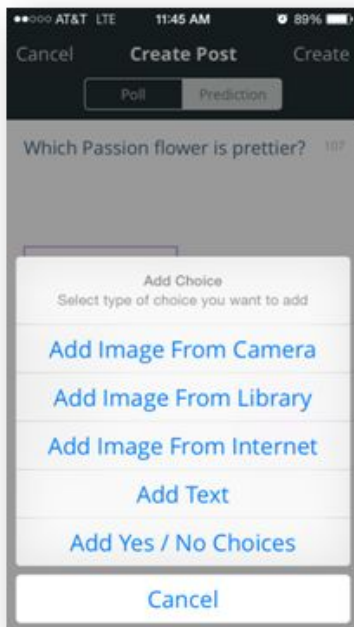 AT&T LTE 11:45 AM 89%
Cancel Create Post Create
Poll Prediction
Which Passion flower is prettier? 107
Add Choice
Select type of choice you want to add
Add Image From Camera
Add Image From Library
Add Image From Internet
Add Text
Add Yes / No Choices
Cancel